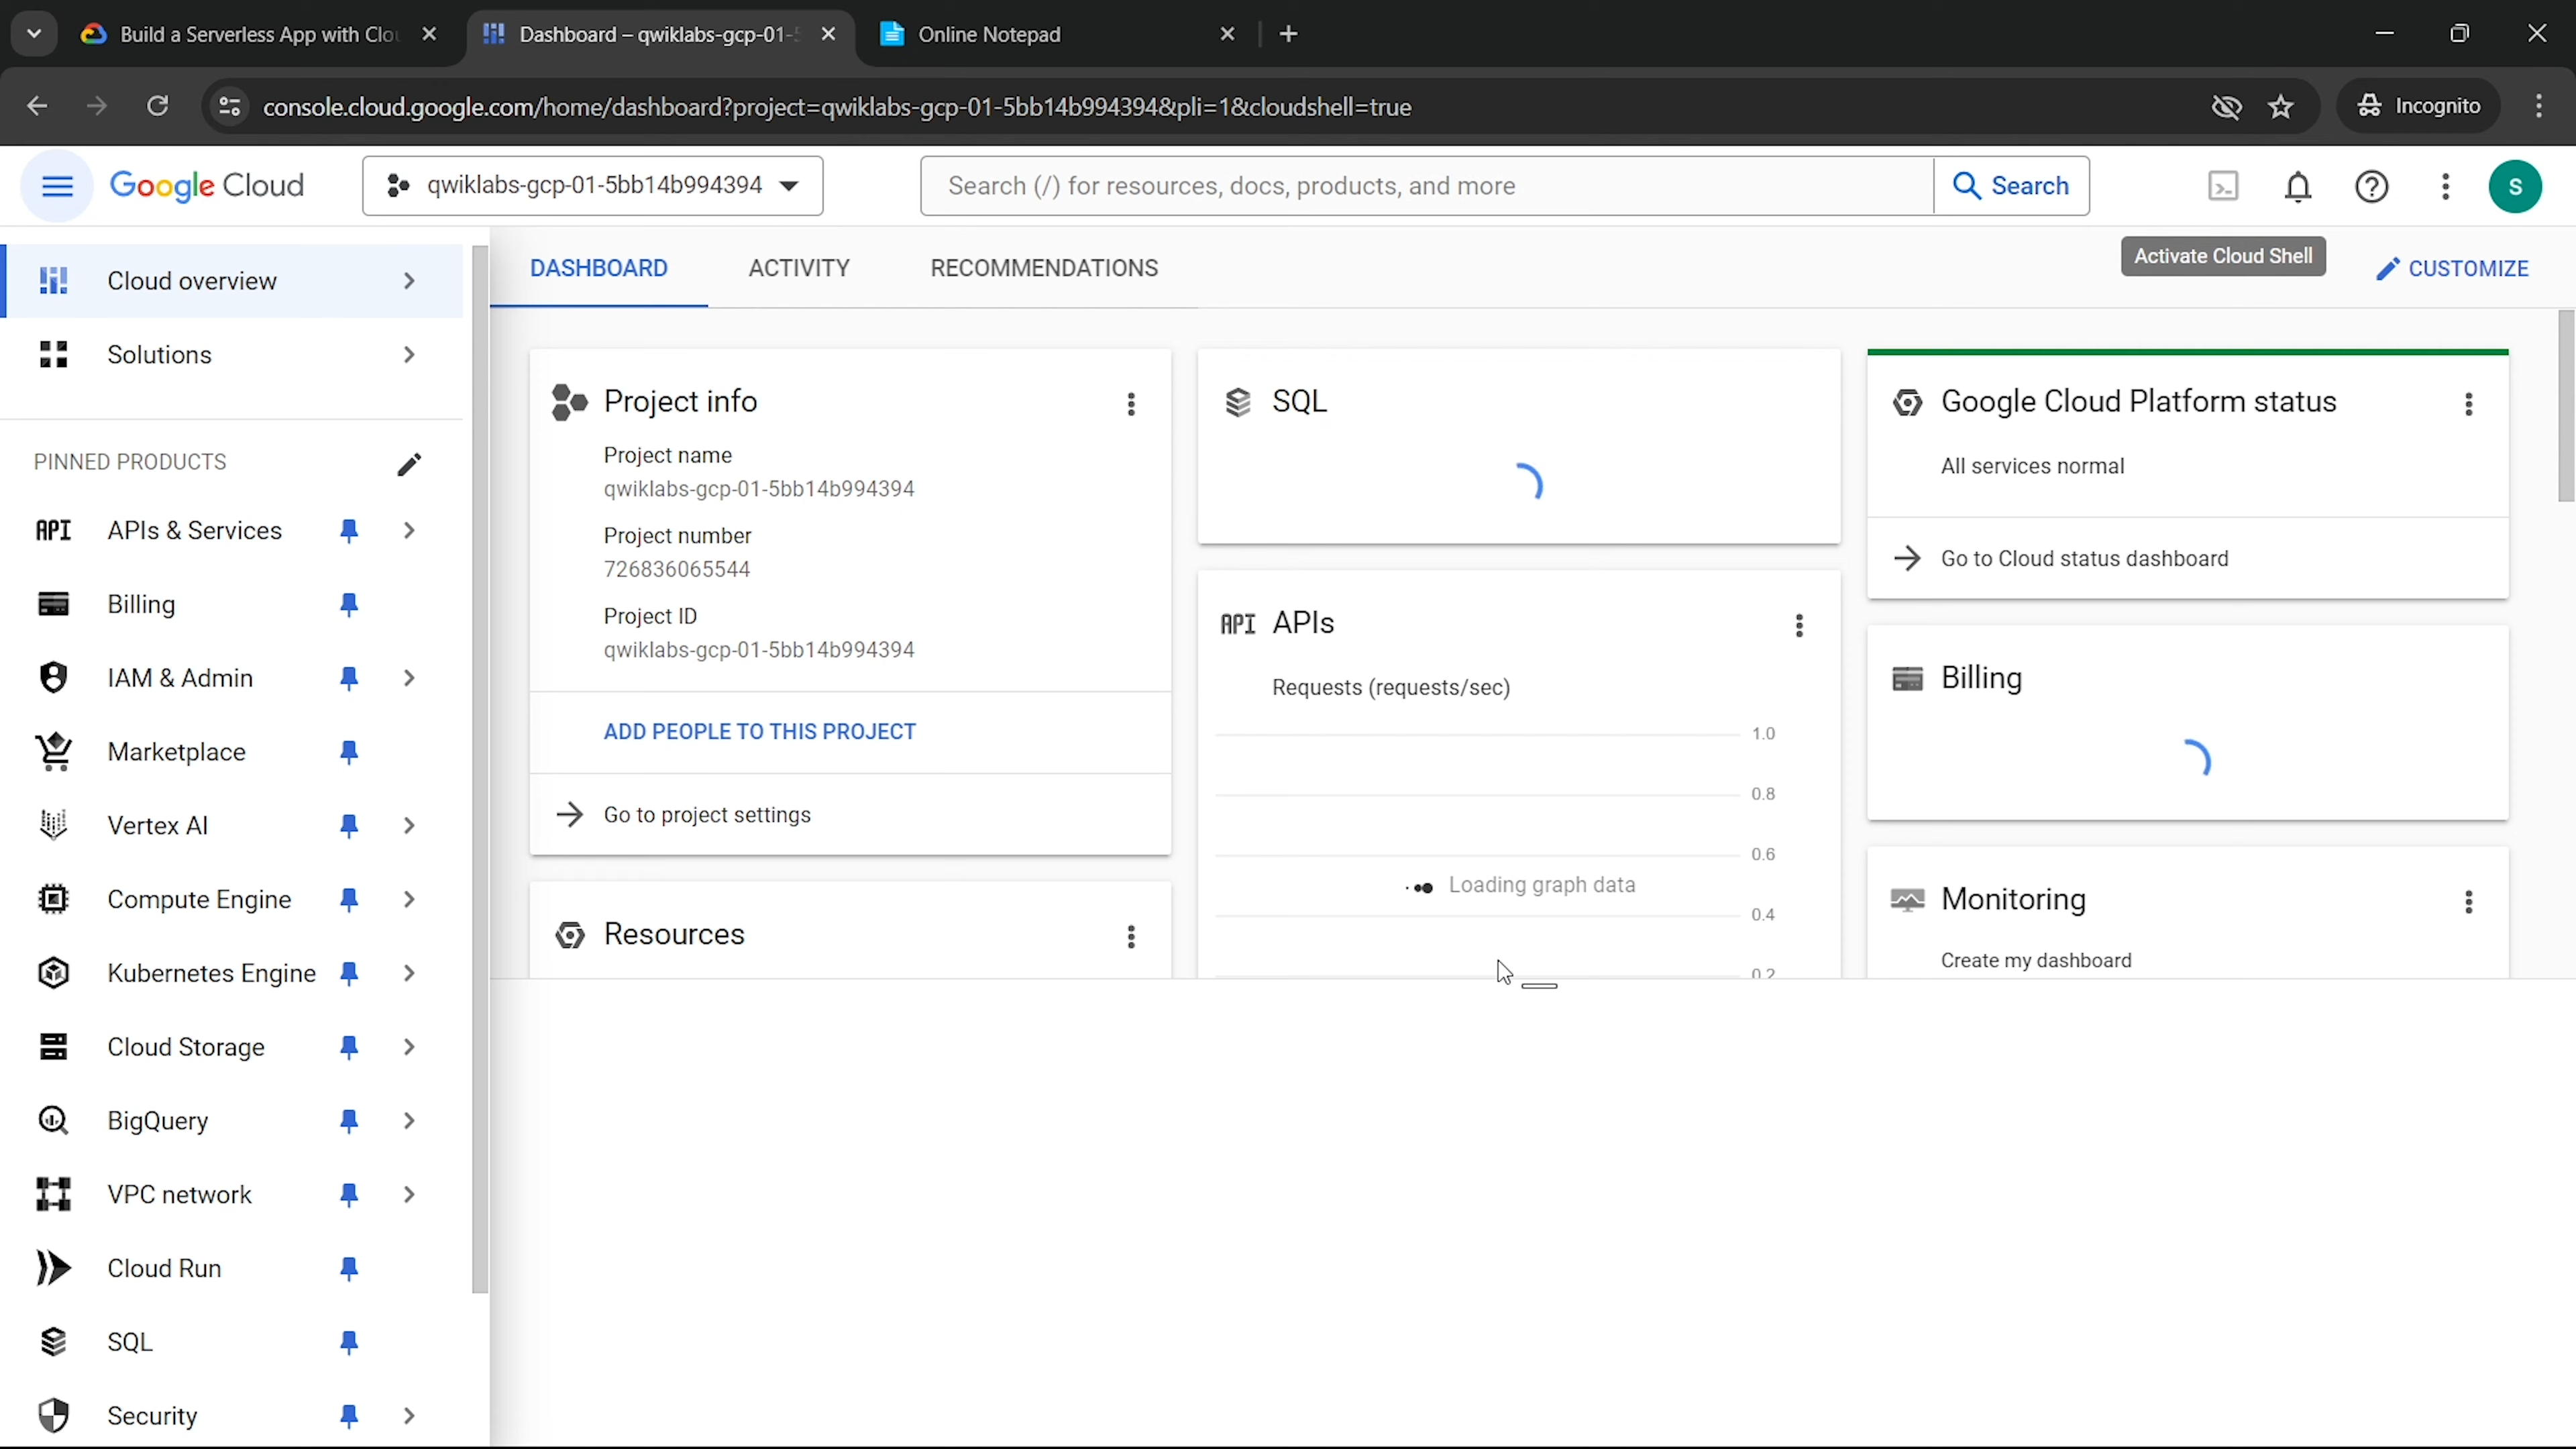 Build a Serverless App with Clo
Dashboard – qwiklabs-gcp-01-5
Online Notepad
console.cloud.google.com/home/dashboard?project=qwiklabs-gcp-01-5bb14b994394&pli=1&cloudshell=true
Incognito
Google Cloud
qwiklabs-gcp-01-5bb14b994394
Search (/) for resources, docs, products, and more
Search
S
Activate Cloud Shell
Cloud overview
Solutions
PINNED PRODUCTS
API APIs & Services
Billing
IAM & Admin
Marketplace
Vertex AI
Compute Engine
Kubernetes Engine
Cloud Storage
BigQuery
VPC network
Cloud Run
SQL
Security
DASHBOARD
ACTIVITY
RECOMMENDATIONS
CUSTOMIZE
Project info
Project name
qwiklabs-gcp-01-5bb14b994394
Project number
726836065544
Project ID
qwiklabs-gcp-01-5bb14b994394
ADD PEOPLE TO THIS PROJECT
Go to project settings
Resources
SQL
API APIs
Requests (requests/sec)
1.0
0.8
0.6
Loading graph data
0.4
0.2
Google Cloud Platform status
All services normal
Go to Cloud status dashboard
Billing
Monitoring
Create my dashboard